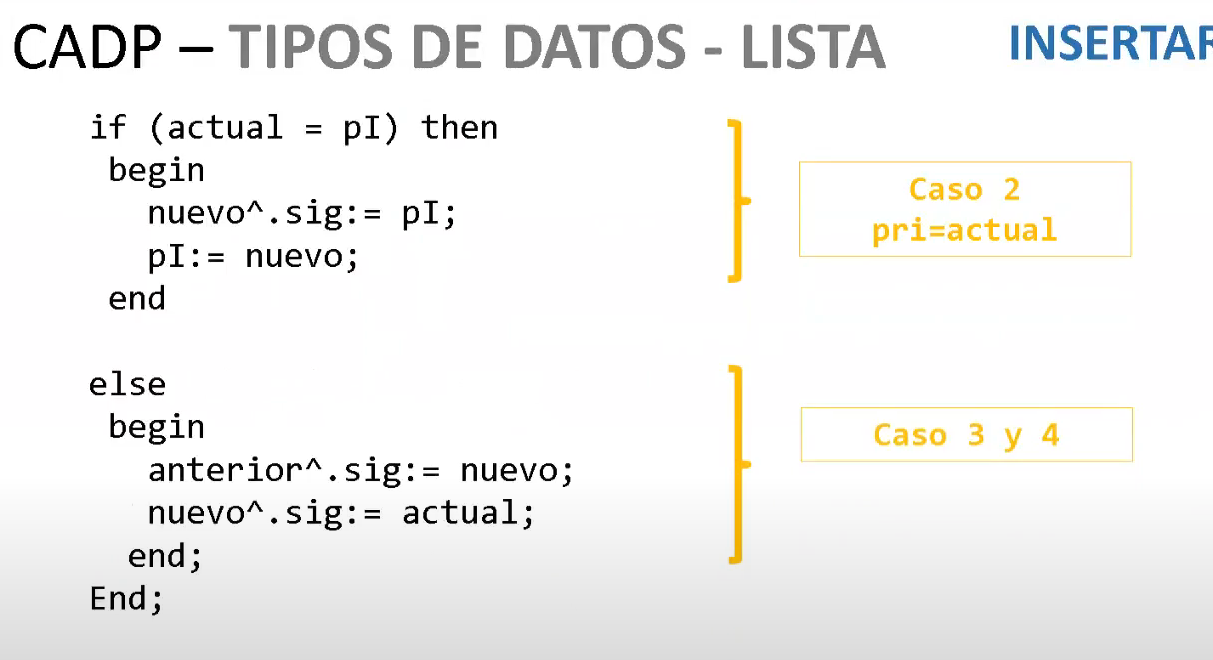 CADP – TIPOS DE DATOS - LISTA
INSERTAR
if (actual = pI) then
begin
nuevo^.sig:= pI;
pI:= nuevo;
end
Caso 2
pri=actual
else
begin
anterior^.sig:= nuevo;
nuevo^.sig:= actual;
end;
End;
Caso 3 y 4